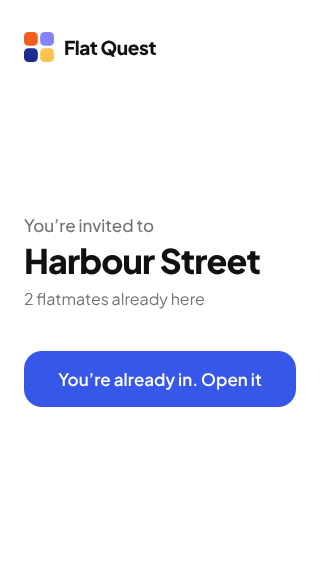 Flat Quest
You’re invited to
Harbour Street
2 flatmates already here
You’re already in. Open it